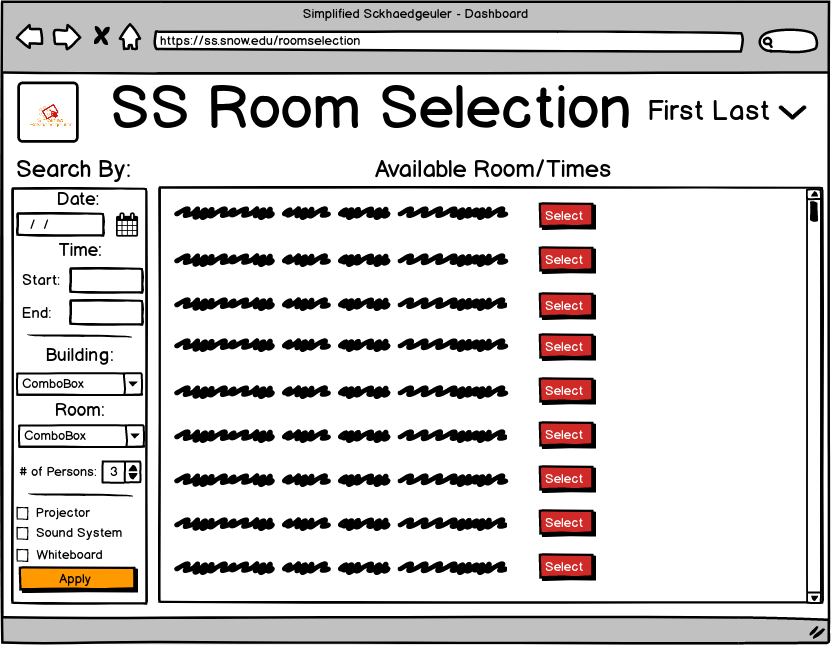 Simplified Sckhaedgeuler - Dashboard
https://ss.snow.edu/roomselection
SS Room Selection
First Last
Search By:
Available Room/Times
Date:
/ /
Time:
Start:
End:
Building:
ComboBox
Room:
ComboBox
# of Persons: 3
Projector
Sound System
Whiteboard
Apply
Select
Select
Select
Select
Select
Select
Select
Select
Select